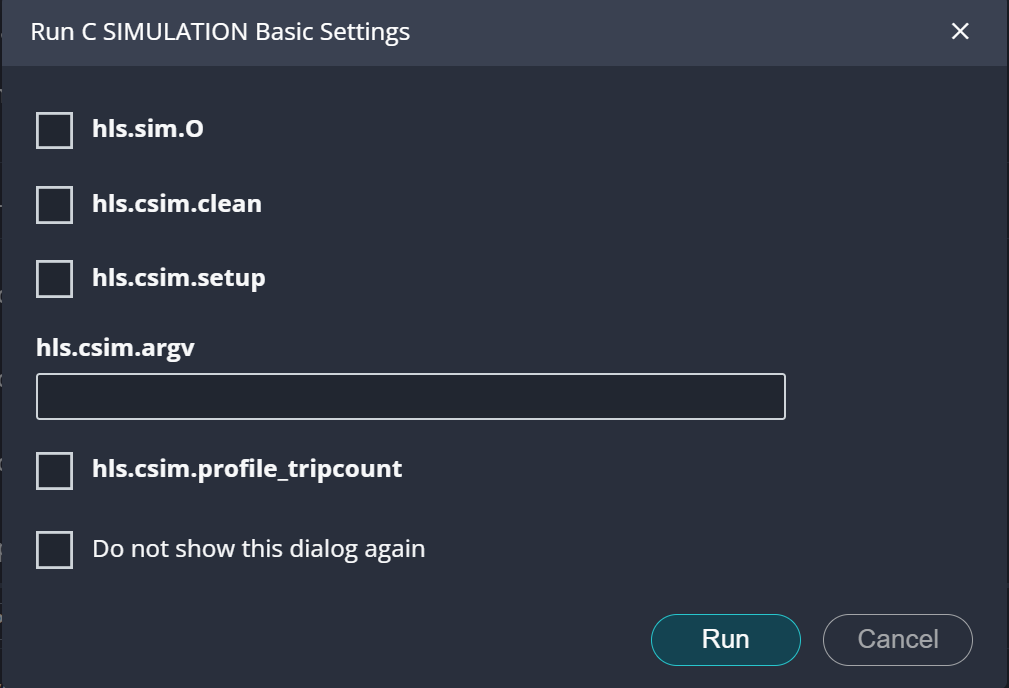 Run C SIMULATION Basic Settings
hls.sim.O
hls.csim.clean
hls.csim.setup
hls.csim.argv
hls.csim.profile_tripcount
Do not show this dialog again
Run
Cancel